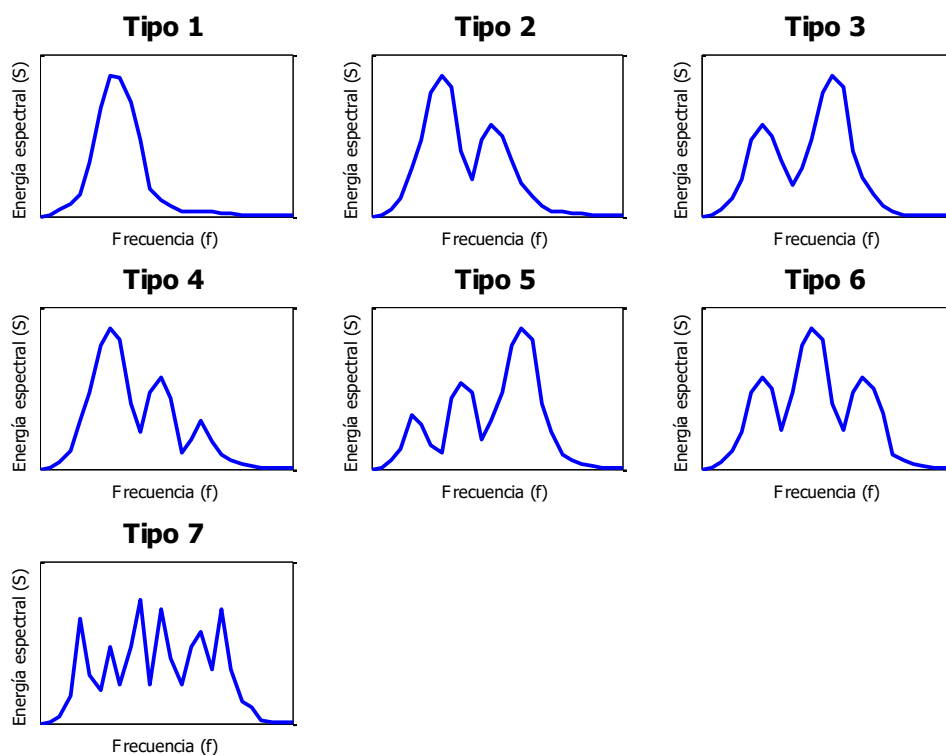 Tipo 1
Tipo 2
Tipo 3
Energía espectral (S)
Energía espectral (S)
Energía espectral (S)
Frecuencia (f)
Frecuencia (f)
Frecuencia (f)
Tipo 4
Tipo 5
Tipo 6
Energía espectral (S)
Energía espectral (S)
Energía espectral (S)
Frecuencia (f)
Frecuencia (f)
Frecuencia (f)
Tipo 7
Energía espectral (S)
Frecuencia (f)